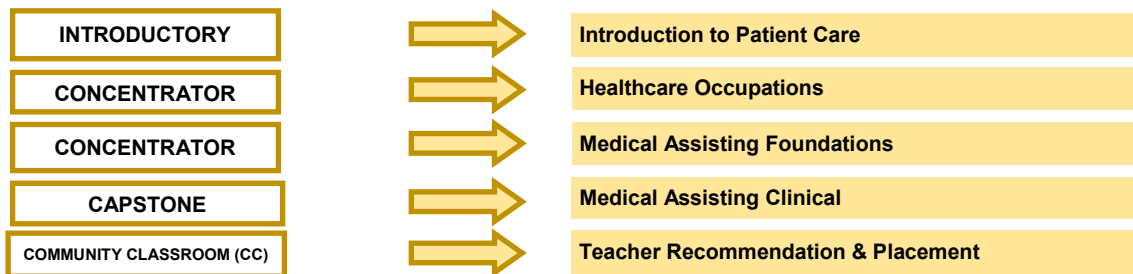 INTRODUCTORY
Introduction to Patient Care
CONCENTRATOR
Healthcare Occupations
CONCENTRATOR
Medical Assisting Foundations
CAPSTONE
Medical Assisting Clinical
COMMUNITY CLASSROOM (CC)
Teacher Recommendation & Placement